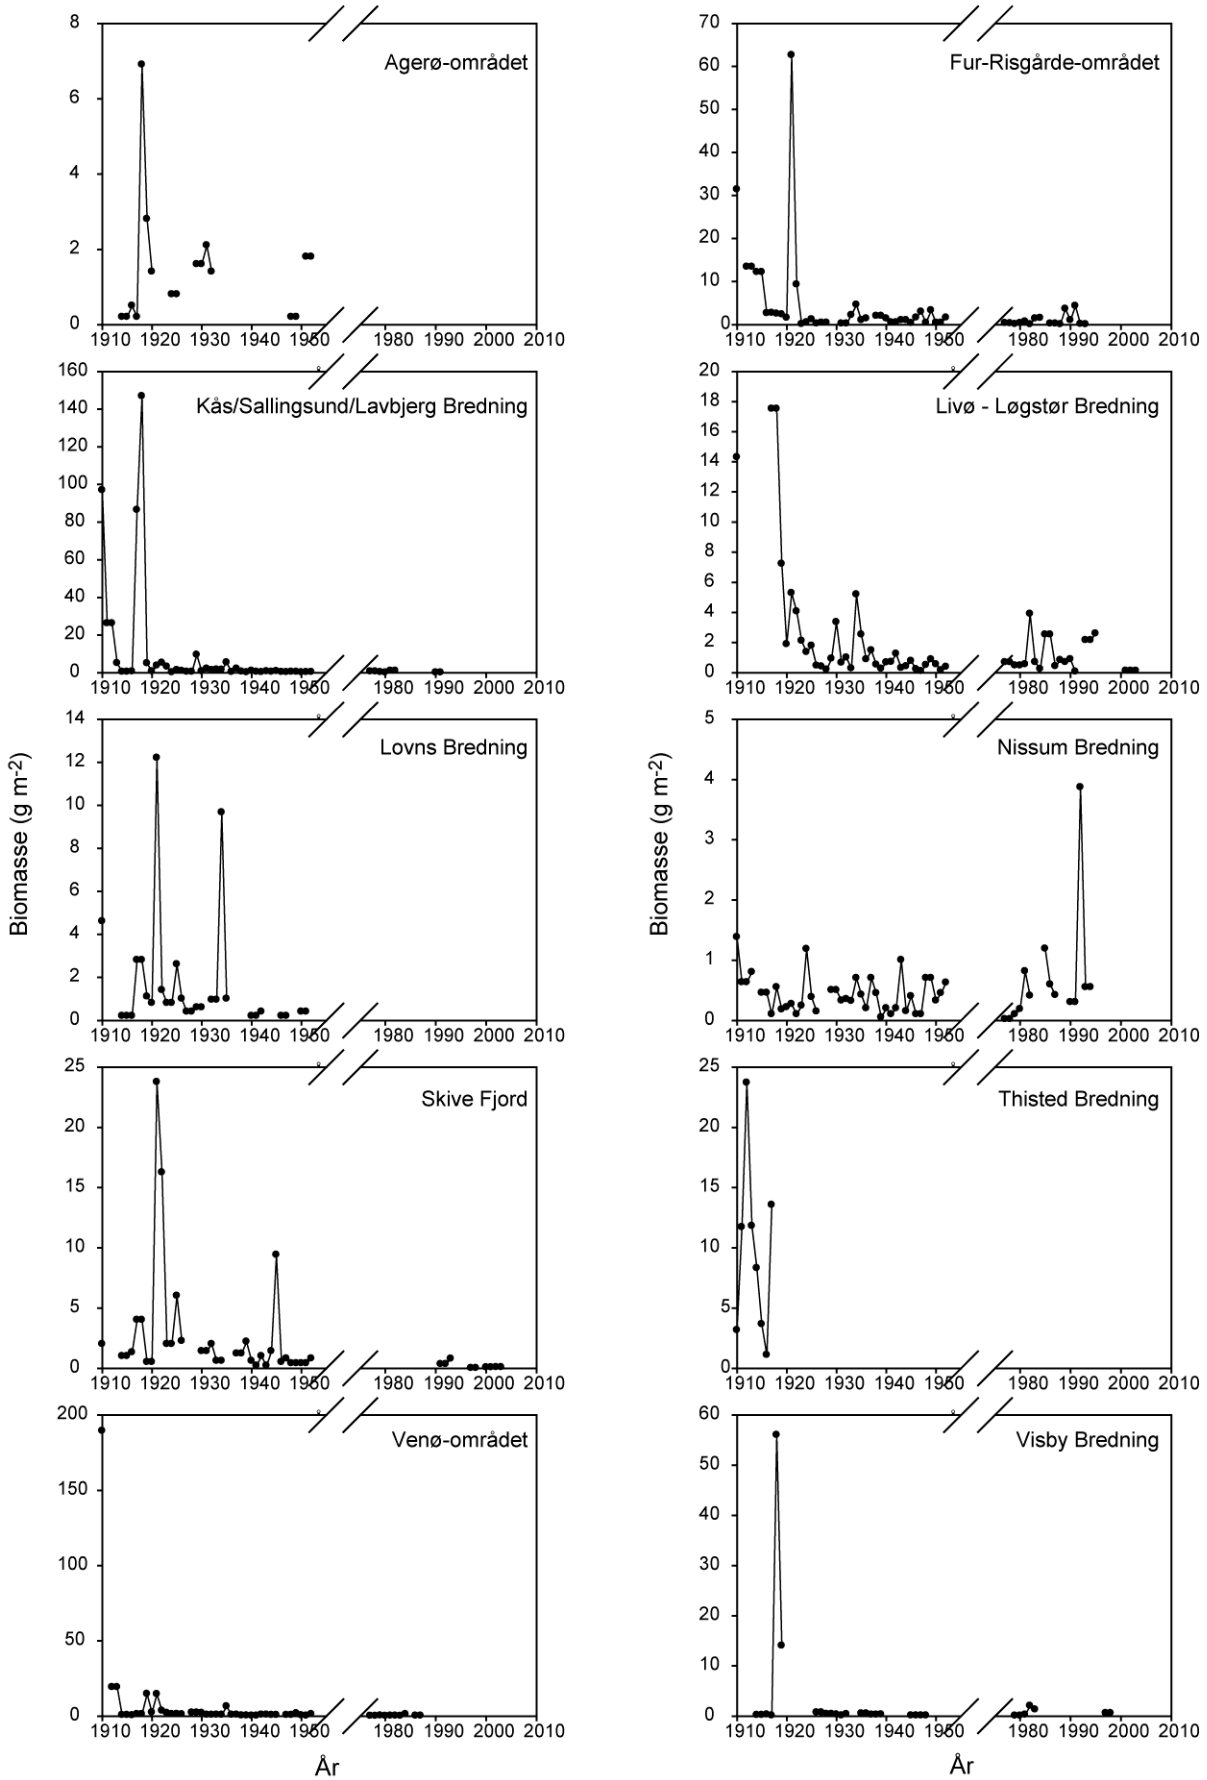 Agerø-området
8
6
4
2
0
1910 1920 1930 1940 1950 1980 1990 2000 2010
Fur-Risgårde-området
70
60
50
40
30
20
10
0
1910 1920 1930 1940 1950 1980 1990 2000 2010
Kås/Sallingsund/Lavbjerg Bredning
160
140
120
100
80
60
40
20
0
1910 1920 1930 1940 1950 1980 1990 2000 2010
Livø - Løgstør Bredning
20
18
16
14
12
10
8
6
4
2
0
1910 1920 1930 1940 1950 1980 1990 2000 2010
Biomasse (g m-2)
Lovns Bredning
14
12
10
8
6
4
2
0
1910 1920 1930 1940 1950 1980 1990 2000 2010
Biomasse (g m-2)
Nissum Bredning
5
4
3
2
1
0
1910 1920 1930 1940 1950 1980 1990 2000 2010
Skive Fjord
25
20
15
10
5
0
1910 1920 1930 1940 1950 1980 1990 2000 2010
Thisted Bredning
25
20
15
10
5
0
1910 1920 1930 1940 1950 1980 1990 2000 2010
Venø-området
200
150
100
50
0
1910 1920 1930 1940 1950 1980 1990 2000 2010
År
Visby Bredning
60
50
40
30
20
10
0
1910 1920 1930 1940 1950 1980 1990 2000 2010
År